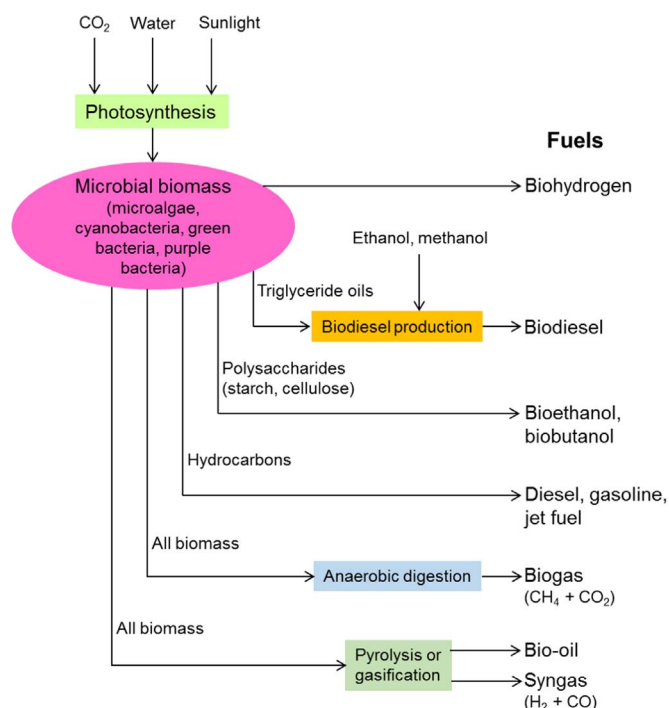 CO₂ Water Sunlight
Photosynthesis
Fuels
Microbial biomass
(microalgae,
cyanobacteria, green
bacteria, purple
bacteria)
Biohydrogen
Ethanol, methanol
Triglyceride oils
Biodiesel production
Biodiesel
Polysaccharides
(starch, cellulose)
Bioethanol,
biobutanol
Hydrocarbons
Diesel, gasoline,
jet fuel
All biomass
Anaerobic digestion
Biogas
(CH₄ + CO₂)
All biomass
Pyrolysis or
gasification
Bio-oil
Syngas
(H₂ + CO)